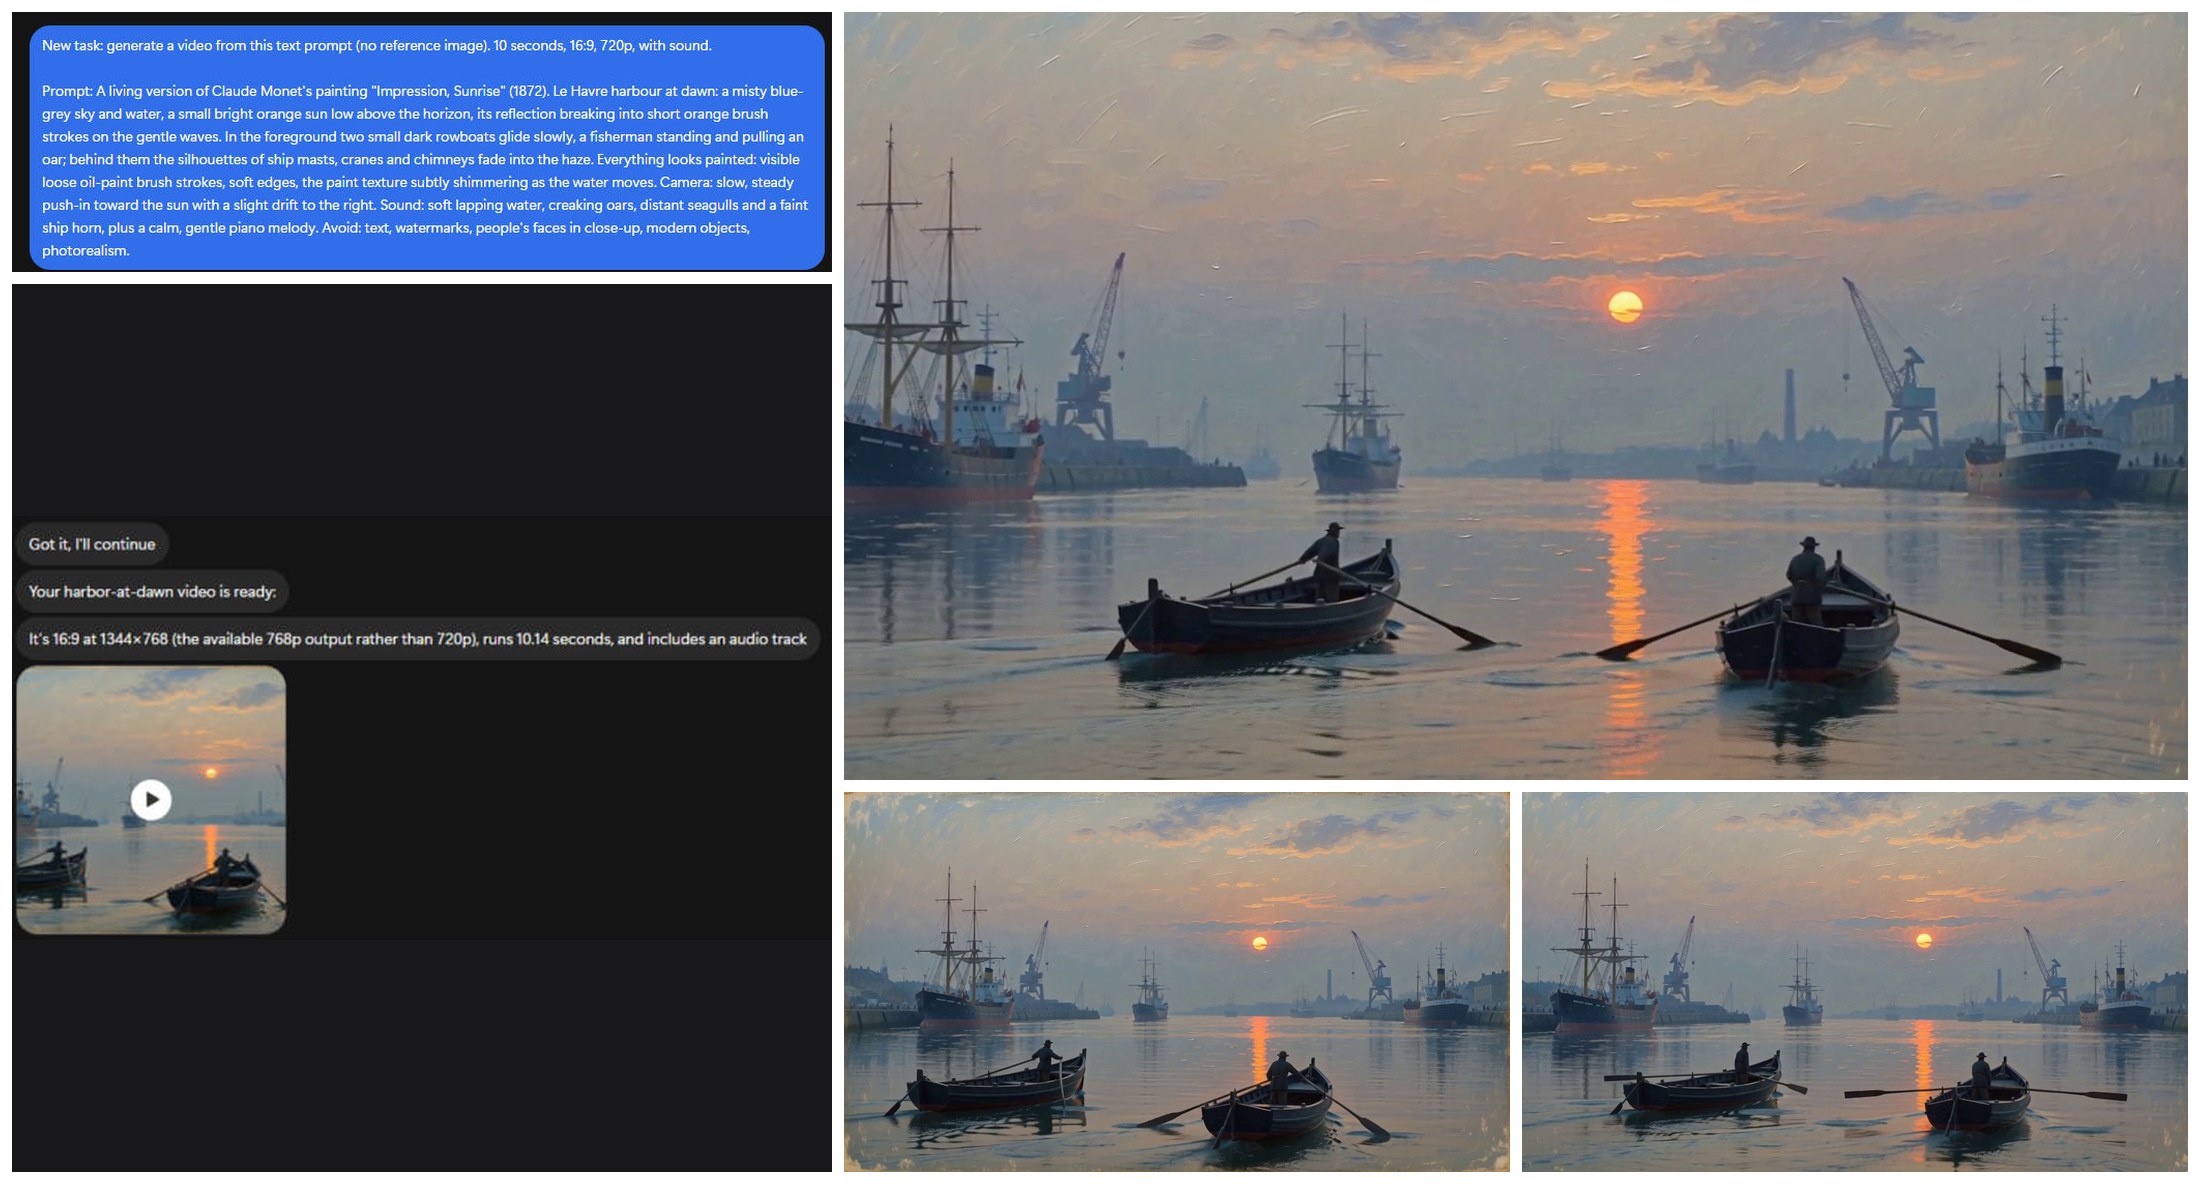 New task: generate a video from this text prompt (no reference image). 10 seconds, 16:9, 720p, with sound.
Prompt: A living version of Claude Monet's painting "Impression, Sunrise" (1872). Le Havre harbour at dawn: a misty blue-
grey sky and water, a small bright orange sun low above the horizon, its reflection breaking into short orange brush
strokes on the gentle waves. In the foreground two small dark rowboats glide slowly, a fisherman standing and pulling an
oar; behind them the silhouettes of ship masts, cranes and chimneys fade into the haze. Everything looks painted: visible
loose oil-paint brush strokes, soft edges, the paint texture subtly shimmering as the water moves. Camera: slow, steady
push-in toward the sun with a slight drift to the right. Sound: soft lapping water, creaking oars, distant seagulls and a faint
ship horn, plus a calm, gentle piano melody. Avoid: text, watermarks, people's faces in close-up, modern objects,
photorealism.
Got it, I'll continue
Your harbor-at-dawn video is ready:
It's 16:9 at 1344×768 (the available 768p output rather than 720p), runs 10.14 seconds, and includes an audio track